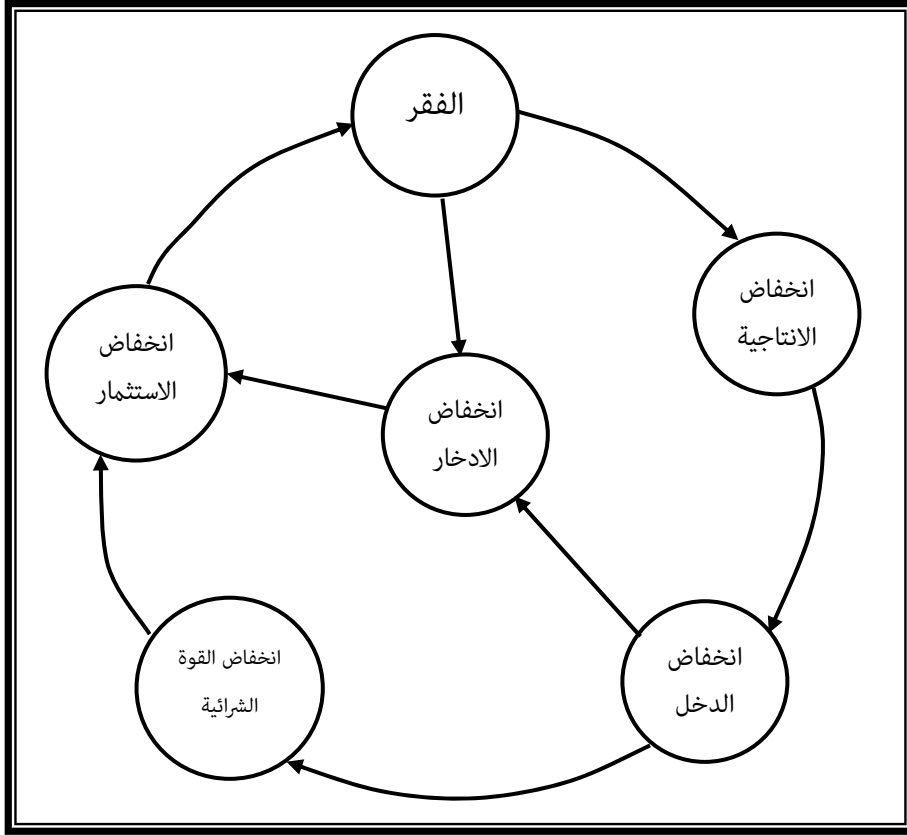 الفقر
انخفاض
الانتاجية
انخفاض
الاستثمار
انخفاض
الادخار
انخفاض
الدخل
انخفاض القوة
الشرائية